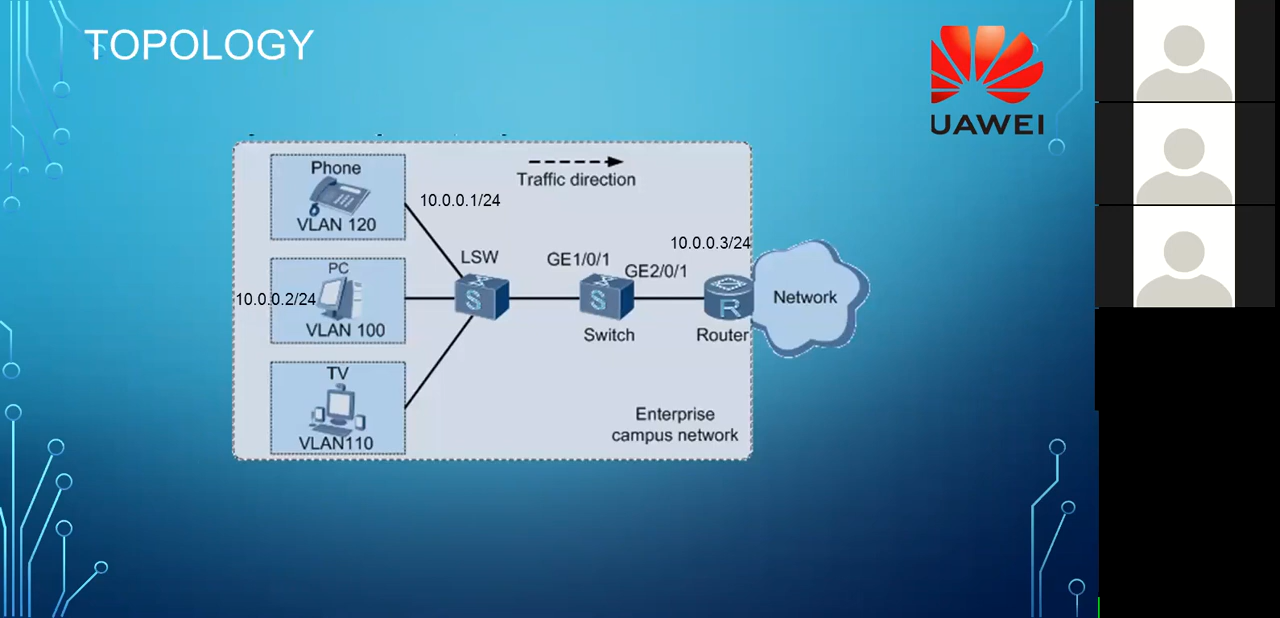 TOPOLOGY
UAWEI
Phone
VLAN 120
10.0.0.1/24
Traffic direction
PC
10.0.0.2/24
VLAN 100
TV
VLAN110
LSW
S
GE1/0/1
S
Switch
GE2/0/1
10.0.0.3/24
R
Router
Network
Enterprise
campus network